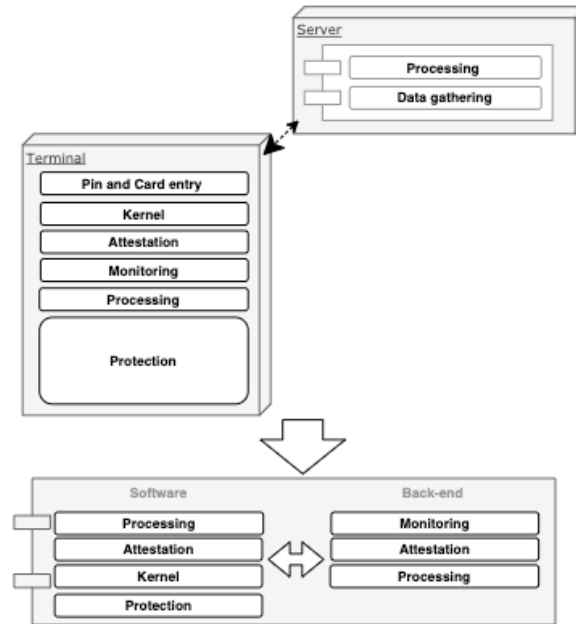 Server
Processing
Data gathering
Terminal
Pin and Card entry
Kernel
Attestation
Monitoring
Processing
Protection
Software
Back-end
Processing
Monitoring
Attestation
Attestation
Kernel
Processing
Protection